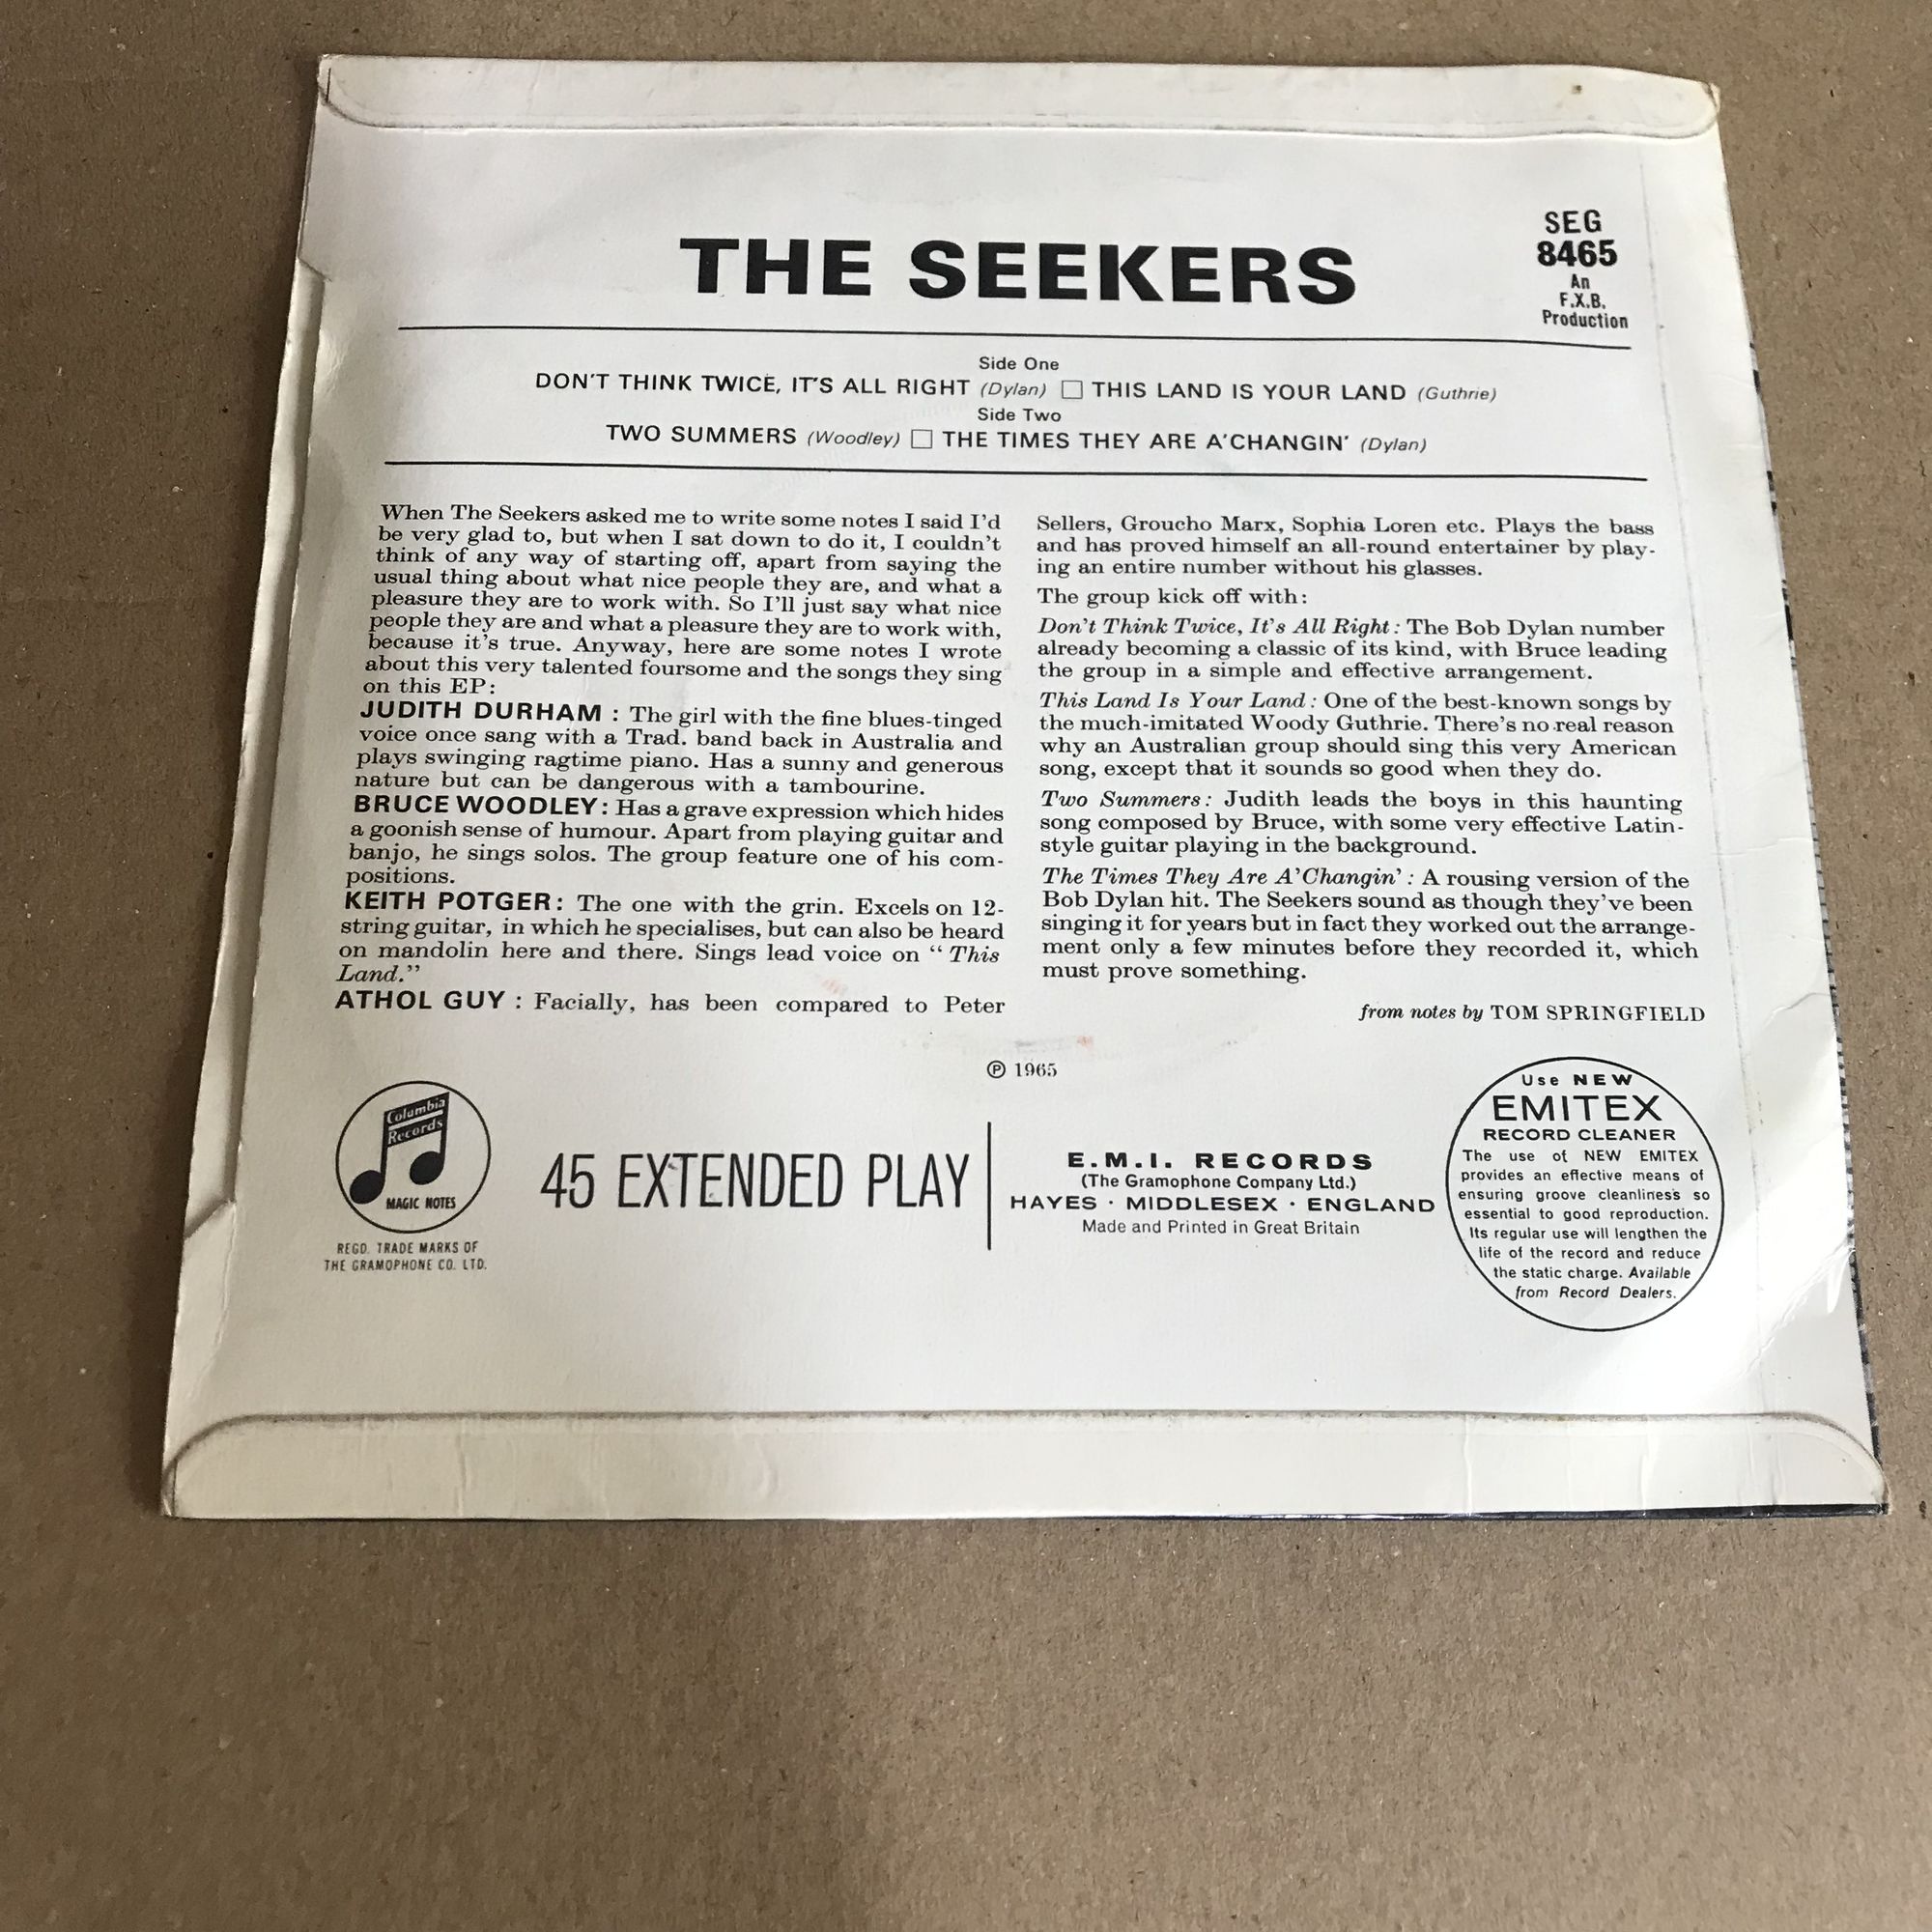 THE SEEKERS
SEG
8465
An
F.X.B.
Production
Side One
DON'T THINK TWICE, IT'S ALL RIGHT (Dylan) □ THIS LAND IS YOUR LAND (Guthrie)
Side Two
TWO SUMMERS (Woodley) □ THE TIMES THEY ARE A'CHANGIN' (Dylan)
When The Seekers asked me to write some notes I said I'd
be very glad to, but when I sat down to do it, I couldn't
think of any way of starting off, apart from saying the
usual thing about what nice people they are, and what a
pleasure they are to work with. So I'll just say what nice
people they are and what a pleasure they are to work with,
because it's true. Anyway, here are some notes I wrote
about this very talented foursome and the songs they sing
on this EP:
JUDITH DURHAM : The girl with the fine blues-tinged
voice once sang with a Trad. band back in Australia and
plays swinging ragtime piano. Has a sunny and generous
nature but can be dangerous with a tambourine.
BRUCE WOODLEY: Has a grave expression which hides
a goonish sense of humour. Apart from playing guitar and
banjo, he sings solos. The group feature one of his com-
positions.
KEITH POTGER: The one with the grin. Excels on 12-
string guitar, in which he specialises, but can also be heard
on mandolin here and there. Sings lead voice on "This
Land."
ATHOL GUY : Facially, has been compared to Peter
Sellers, Groucho Marx, Sophia Loren etc. Plays the bass
and has proved himself an all-round entertainer by play-
ing an entire number without his glasses.
The group kick off with:
Don't Think Twice, It's All Right: The Bob Dylan number
already becoming a classic of its kind, with Bruce leading
the group in a simple and effective arrangement.
This Land Is Your Land: One of the best-known songs by
the much-imitated Woody Guthrie. There's no real reason
why an Australian group should sing this very American
song, except that it sounds so good when they do.
Two Summers: Judith leads the boys in this haunting
song composed by Bruce, with some very effective Latin-
style guitar playing in the background.
The Times They Are A'Changin': A rousing version of the
Bob Dylan hit. The Seekers sound as though they've been
singing it for years but in fact they worked out the arrange-
ment only a few minutes before they recorded it, which
must prove something.
from notes by TOM SPRINGFIELD
℗ 1965
Columbia
Records
MAGIC NOTES
REGD. TRADE MARKS OF
THE GRAMOPHONE CO. LTD.
45 EXTENDED PLAY
E.M.I. RECORDS
(The Gramophone Company Ltd.)
HAYES · MIDDLESEX · ENGLAND
Made and Printed in Great Britain
Use NEW
EMITEX
RECORD CLEANER
The use of NEW EMITEX
provides an effective means of
ensuring groove cleanliness so
essential to good reproduction.
Its regular use will lengthen the
life of the record and reduce
the static charge. Available
from Record Dealers.